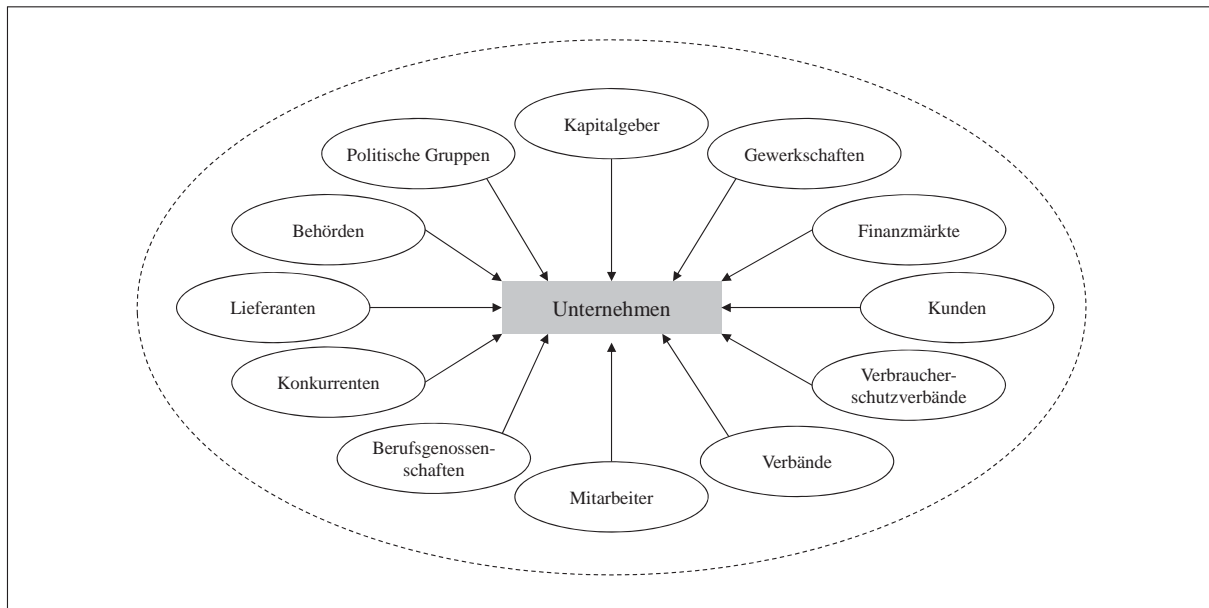 Kapitalgeber
Politische Gruppen
Gewerkschaften
Behörden
Finanzmärkte
Lieferanten
Unternehmen
Kunden
Konkurrenten
Verbraucher-
schutzverbände
Berufsgenossen-
schaften
Verbände
Mitarbeiter